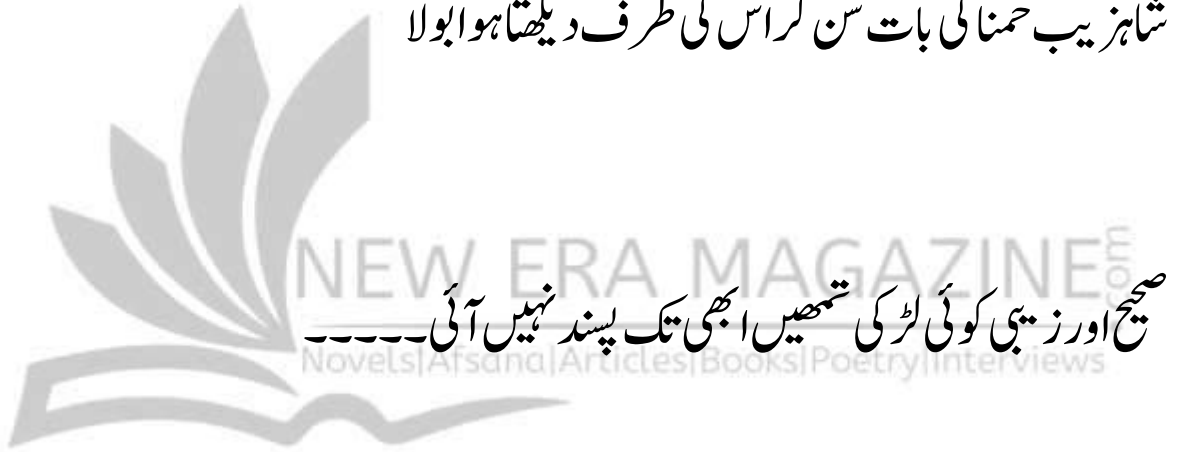 شاہزیب حمنا کی بات سن کر اس کی طرف دیکھتا ہوا بولا
NEW ERA MAGAZINE.com
صحیح اور زیبی کوئی لڑکی تمھیں ابھی تک پسند نہیں آئی-----
Novels|Afsana|Articles|Books|Poetry|Interviews